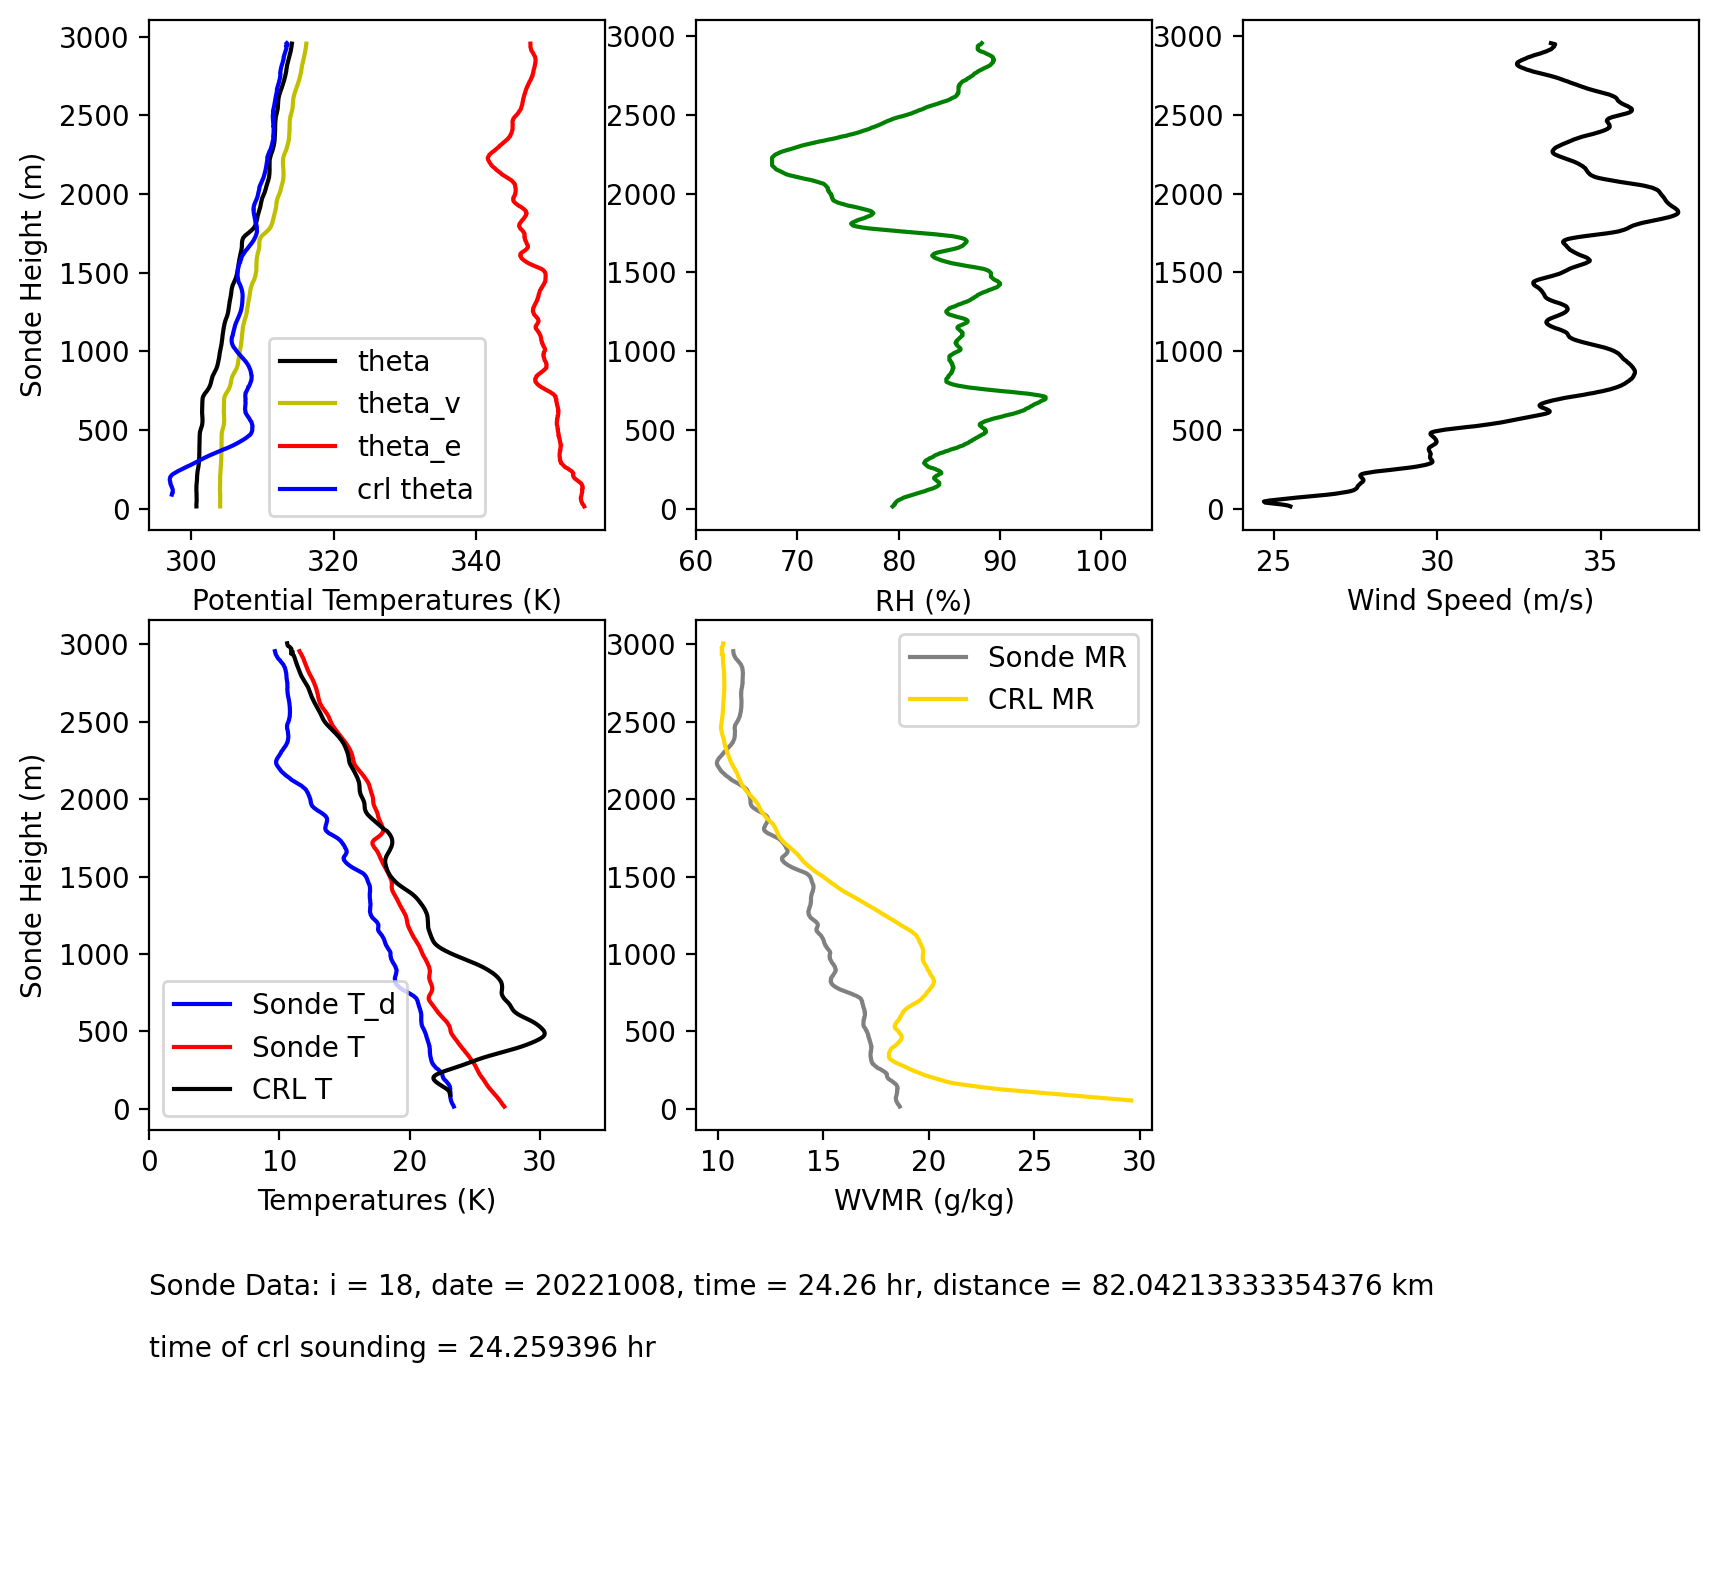 3000
2500
2000
1500
1000
500
0
Sonde Height (m)
300 320 340
Potential Temperatures (K)
theta
theta_v
theta_e
crl theta
3000
2500
2000
1500
1000
500
0
60 70 80 90 100
RH (%)
3000
2500
2000
1500
1000
500
0
25 30 35
Wind Speed (m/s)
3000
2500
2000
1500
1000
500
0
Sonde Height (m)
Sonde T_d
Sonde T
CRL T
0 10 20 30
Temperatures (K)
3000
2500
2000
1500
1000
500
0
Sonde MR
CRL MR
10 15 20 25 30
WVMR (g/kg)
Sonde Data: i = 18, date = 20221008, time = 24.26 hr, distance = 82.04213333354376 km
time of crl sounding = 24.259396 hr